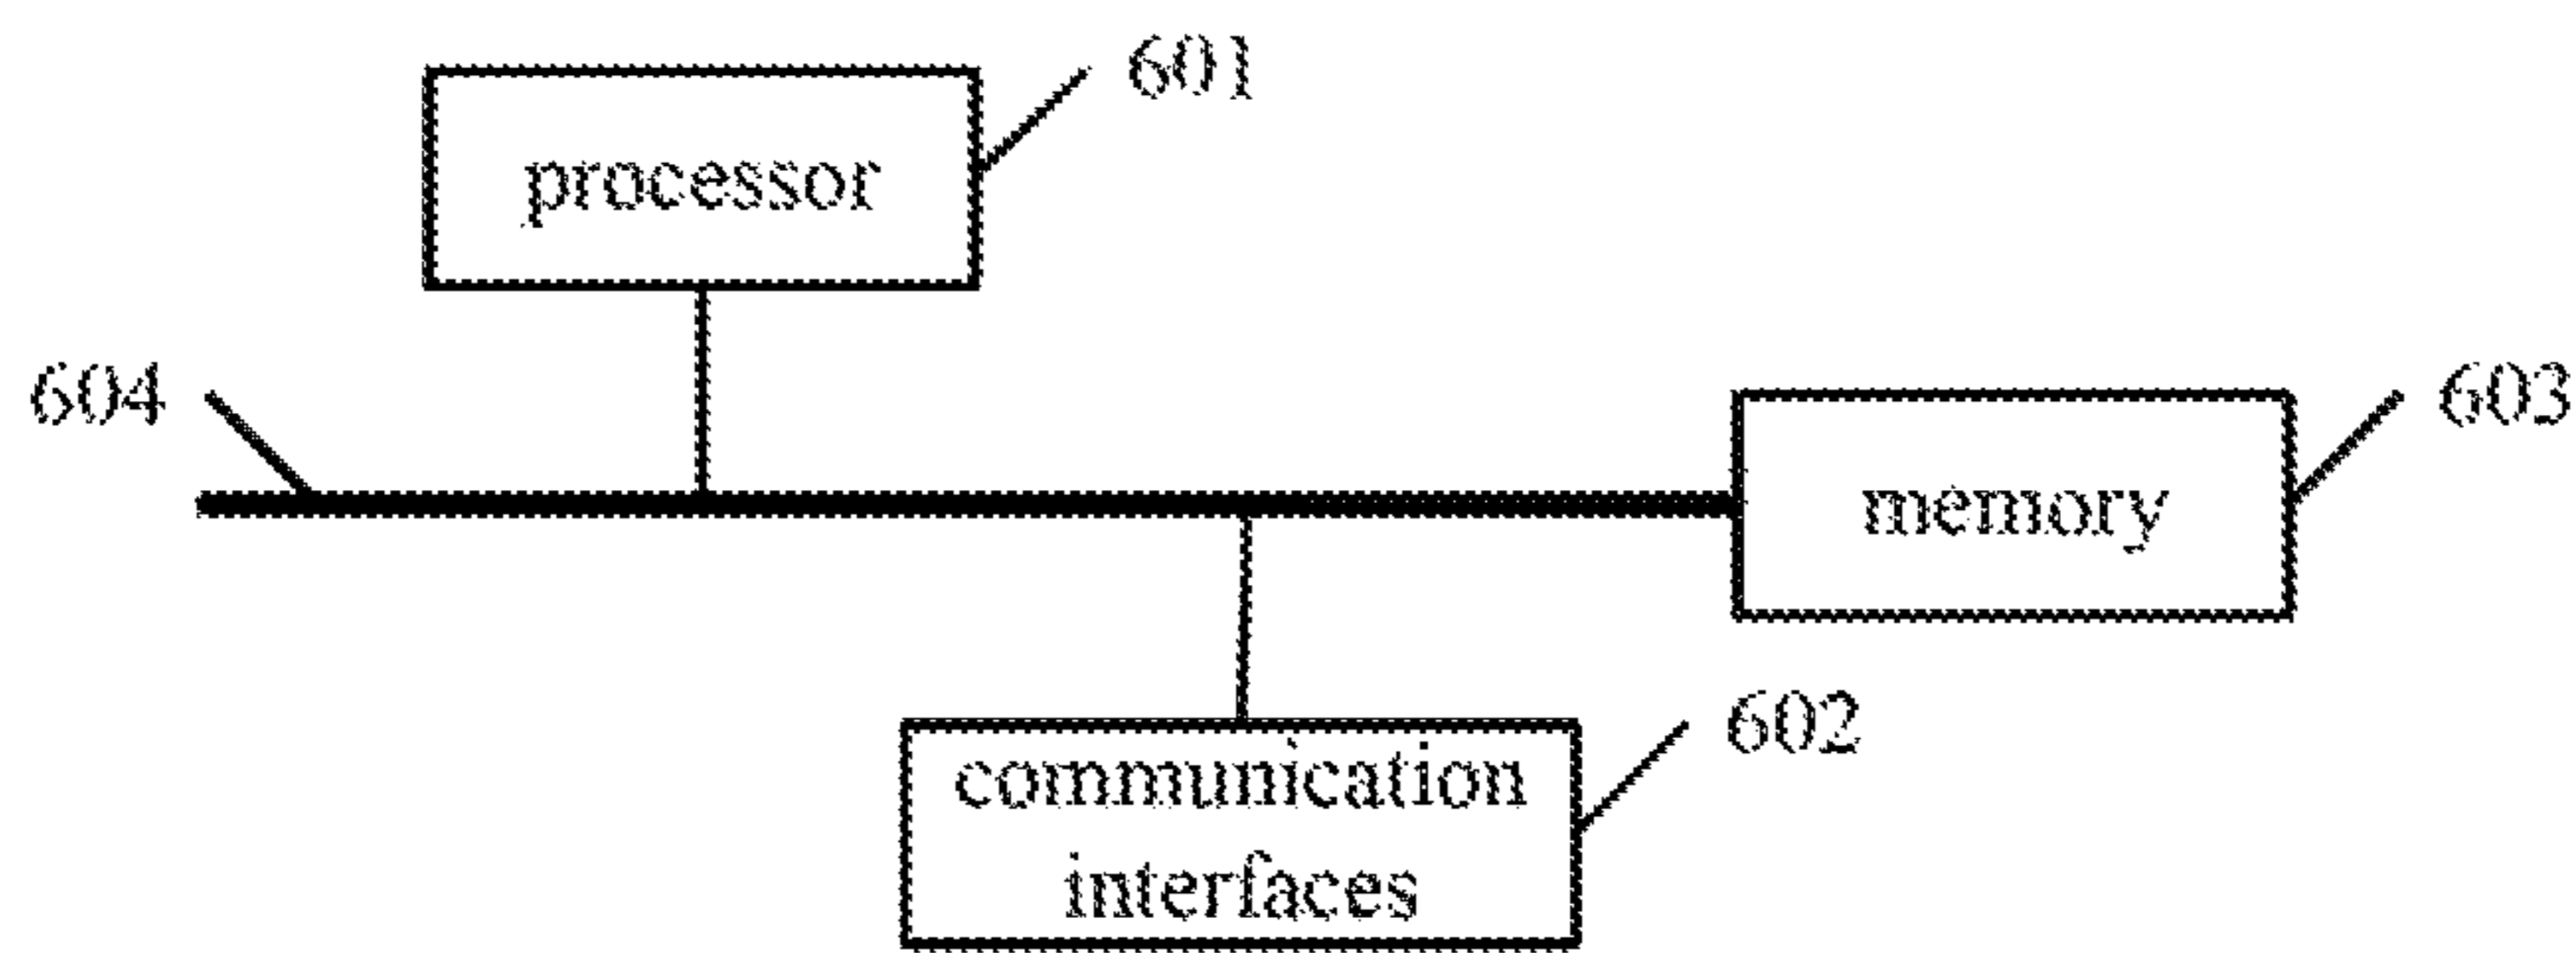 601
processor
604
603
memory
602
communication
interfaces